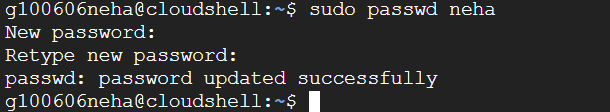 g100606neha@cloudshell:~$ sudo passwd neha
New password:
Retype new password:
passwd: password updated successfully
g100606neha@cloudshell:~$